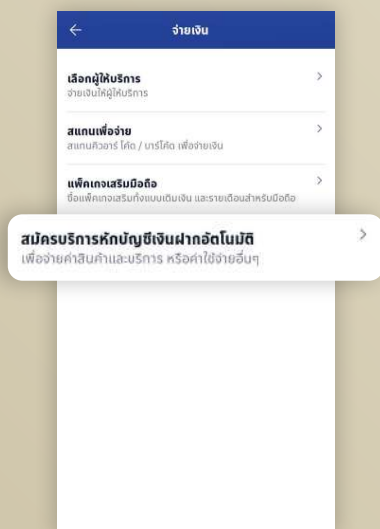 จ่ายเงิน
เลือกผู้ให้บริการ
จ่ายเงินให้ผู้ให้บริการ
สแกนเพื่อจ่าย
สแกนคิวอาร์ โค้ด / บาร์โค้ด เพื่อจ่ายเงิน
แพ็คเกจเสริมมือถือ
ซื้อแพ็คเกจเสริมทั้งแบบเติมเงิน และรายเดือนสำหรับมือถือ
สมัครบริการหักบัญชีเงินฝากอัตโนมัติ
เพื่อจ่ายค่าสินค้าและบริการ หรือค่าใช้จ่ายอื่นๆ